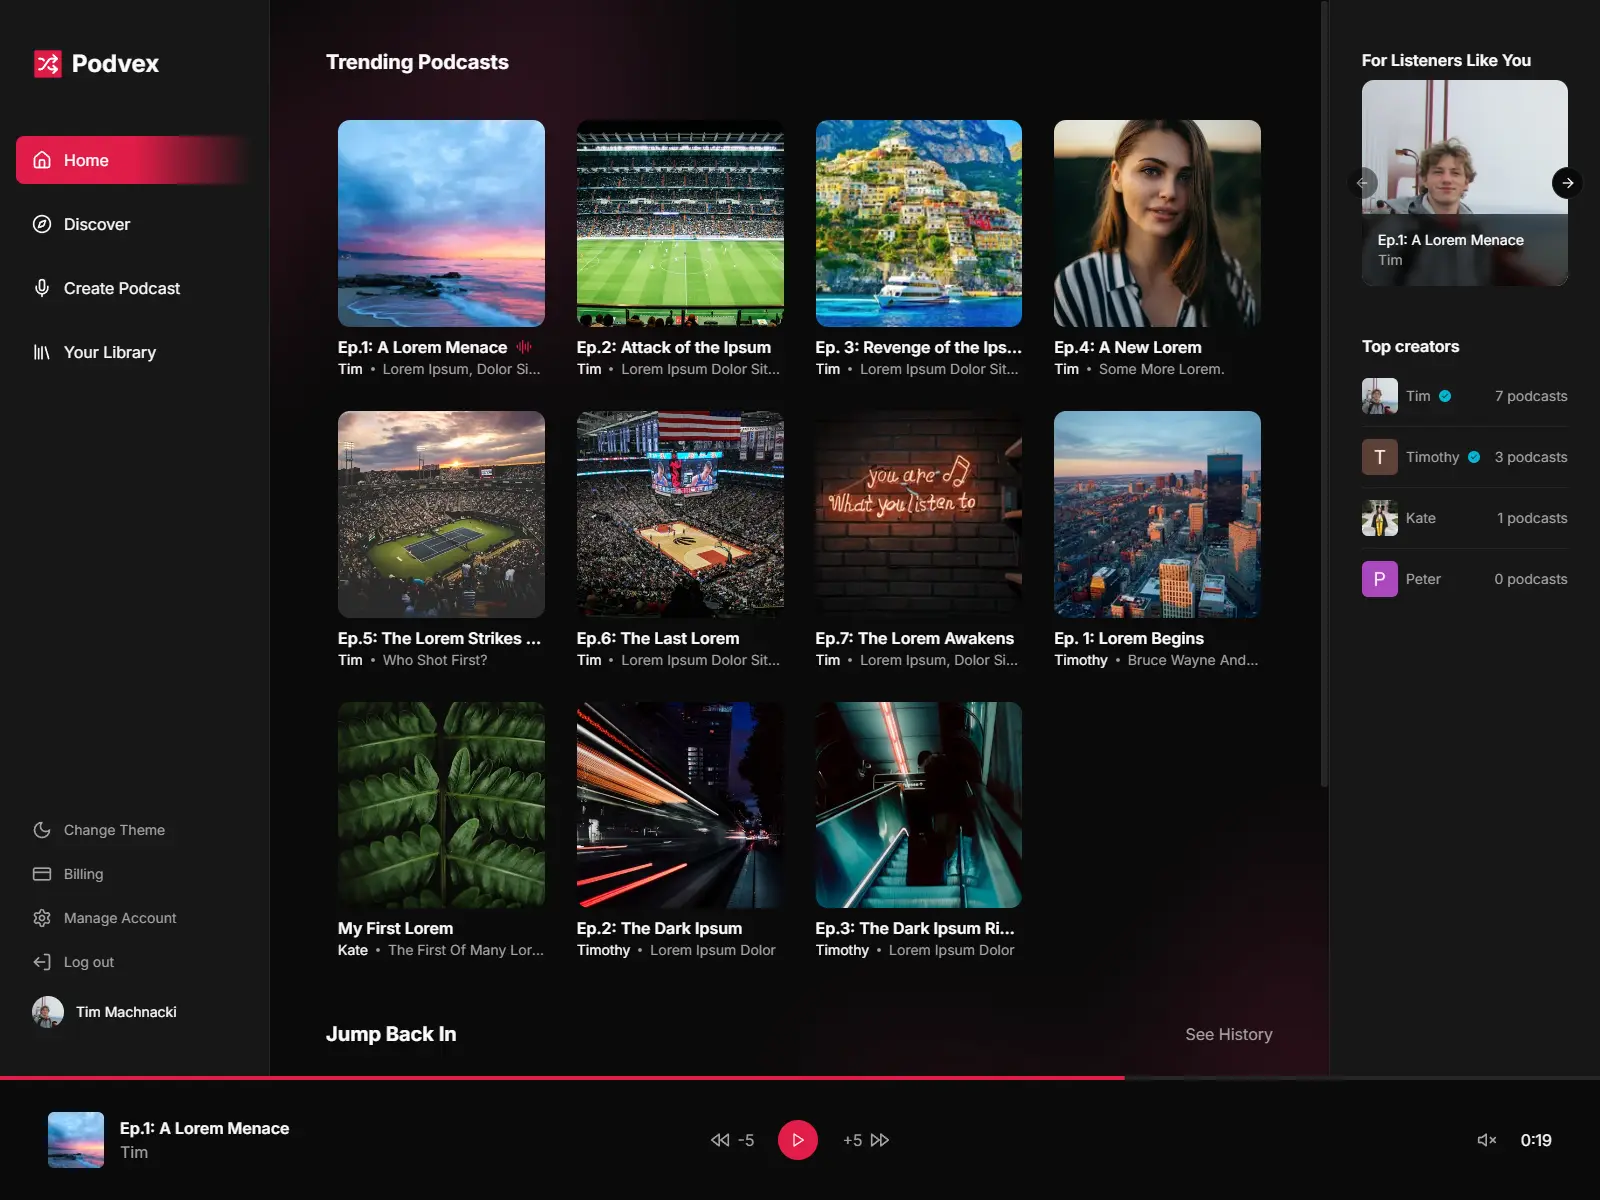 Podvex
Home
Discover
Create Podcast
Your Library
Change Theme
Billing
Manage Account
Log out
Tim Machnacki
Trending Podcasts
Ep.1: A Lorem Menace
Tim • Lorem Ipsum, Dolor Si...
Ep.2: Attack of the Ipsum
Tim • Lorem Ipsum Dolor Sit...
Ep. 3: Revenge of the Ips...
Tim • Lorem Ipsum Dolor Sit...
Ep.4: A New Lorem
Tim • Some More Lorem.
you are
What you listen to
Ep.5: The Lorem Strikes ...
Tim • Who Shot First?
Ep.6: The Last Lorem
Tim • Lorem Ipsum Dolor Sit...
Ep.7: The Lorem Awakens
Tim • Lorem Ipsum, Dolor Si...
Ep. 1: Lorem Begins
Timothy • Bruce Wayne And...
My First Lorem
Kate • The First Of Many Lor...
Ep.2: The Dark Ipsum
Timothy • Lorem Ipsum Dolor
Ep.3: The Dark Ipsum Ri...
Timothy • Lorem Ipsum Dolor
Jump Back In
See History
For Listeners Like You
Ep.1: A Lorem Menace
Tim
Top creators
Tim 7 podcasts
T Timothy 3 podcasts
Kate 1 podcasts
P Peter 0 podcasts
Ep.1: A Lorem Menace
Tim
-5
+5
0:19